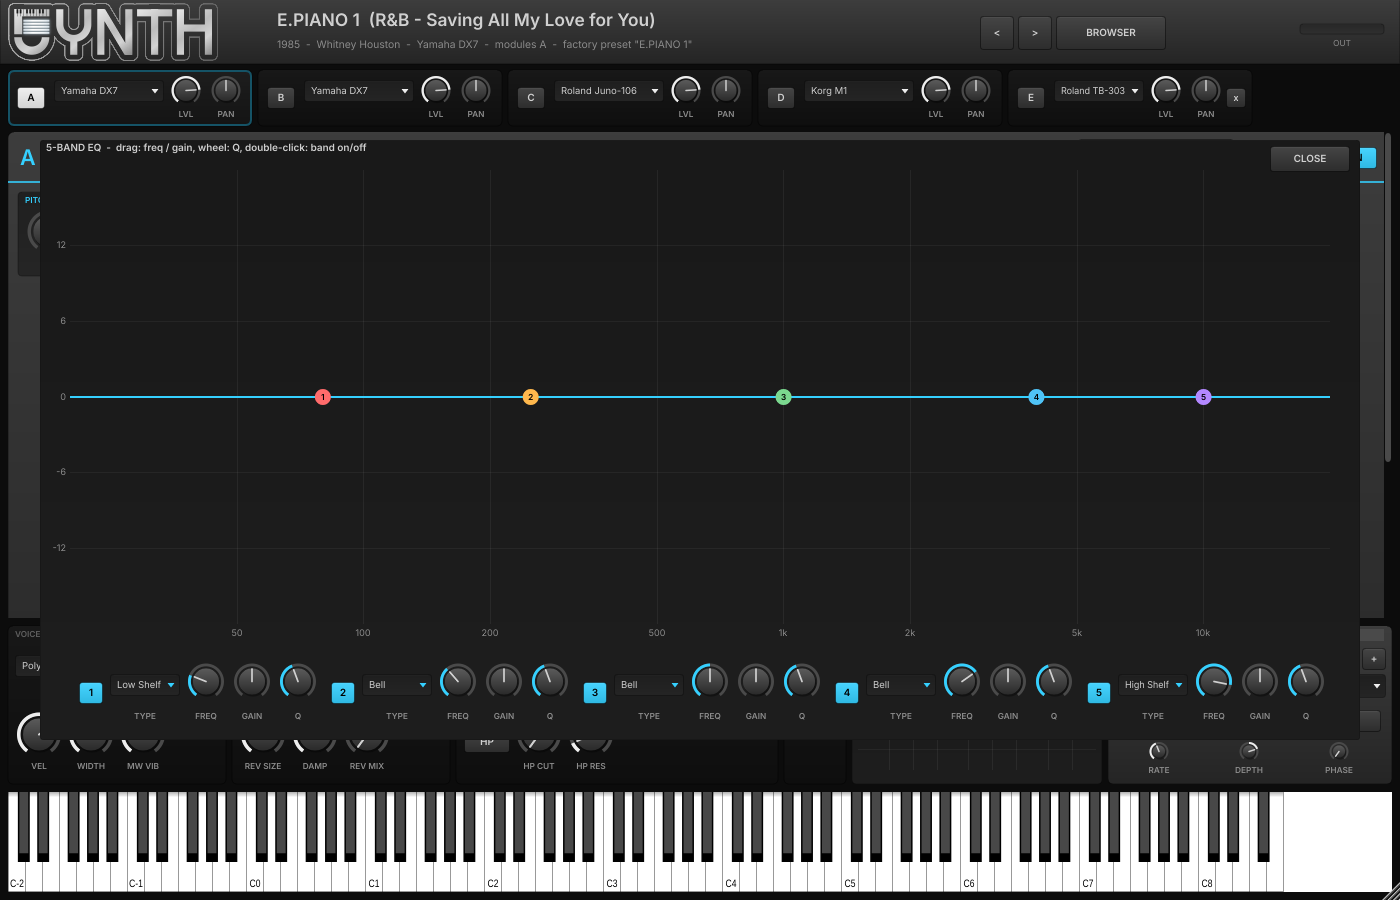 CYNTH
E.PIANO 1 (R&B - Saving All My Love for You)
1985 - Whitney Houston - Yamaha DX7 - modules A - factory preset "E.PIANO 1"
< > BROWSER
OUT
A Yamaha DX7 LVL PAN
B Yamaha DX7 LVL PAN
C Roland Juno-106 LVL PAN
D Korg M1 LVL PAN
E Roland TB-303 LVL PAN x
A
5-BAND EQ - drag: freq / gain, wheel: Q, double-click: band on/off
CLOSE
12
6
0
-6
-12
1 2 3 4 5
50 100 200 500 1k 2k 5k 10k
VOICE
Poly
+
1 Low Shelf 2 Bell 3 Bell 4 Bell 5 High Shelf
TYPE FREQ GAIN Q TYPE FREQ GAIN Q TYPE FREQ GAIN Q TYPE FREQ GAIN Q TYPE FREQ GAIN Q
HP
VEL WIDTH MW VIB REV SIZE DAMP REV MIX HP CUT HP RES RATE DEPTH PHASE
C-2 C-1 C0 C1 C2 C3 C4 C5 C6 C7 C8